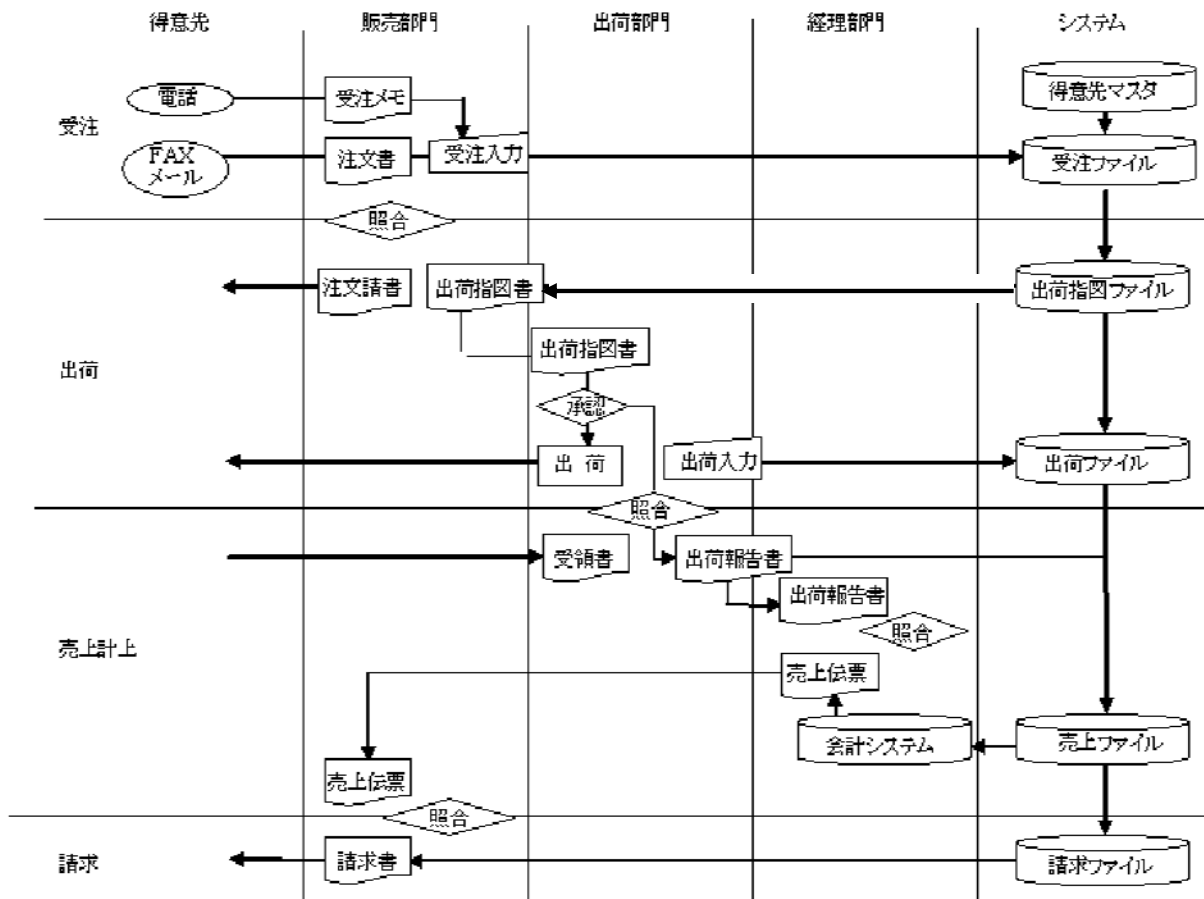 得意先
販売部門
出荷部門
経理部門
システム
受注
電話
受注メモ
得意先マスタ
FAX
メール
注文書
受注入力
受注ファイル
照合
出荷
注文請書
出荷指図書
出荷指図ファイル
出荷指図書
承認
出 荷
出荷入力
出荷ファイル
照合
売上計上
受領書
出荷報告書
出荷報告書
照合
売上伝票
会計システム
売上ファイル
売上伝票
照合
請求
請求書
請求ファイル